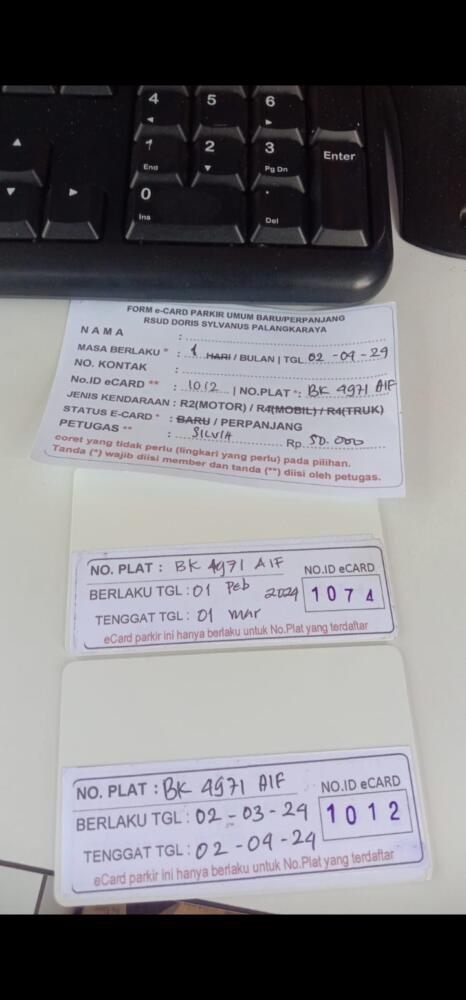 4
5
6
1
End
2
3
Pg Dn
Enter
0
Ins
.
Del
FORM e-CARD PARKIR UMUM BARU/PERPANJANG
RSUD DORIS SYLVANUS PALANGKARAYA
NAMA :
MASA BERLAKU * : 1 HARI / BULAN | TGL. 02 - 04 - 24
NO. KONTAK :
No.ID eCARD ** : 1012 | NO.PLAT *: BK 4971 AIF
JENIS KENDARAAN : R2(MOTOR) / R4(MOBIL) / R4(TRUK)
STATUS E-CARD * : BARU / PERPANJANG
PETUGAS ** : SILVIA Rp. 50.000
coret yang tidak perlu (lingkari yang perlu) pada pilihan.
Tanda (*) wajib diisi member dan tanda (**) diisi oleh petugas.
NO. PLAT : BK 4971 AIF
NO.ID eCARD
BERLAKU TGL : 01 Feb 2024
1074
TENGGAT TGL : 01 mar
eCard parkir ini hanya berlaku untuk No.Plat yang terdaftar
NO. PLAT : BK 4971 AIF
NO.ID eCARD
BERLAKU TGL : 02 - 03 - 24
1012
TENGGAT TGL : 02 - 04 - 24
eCard parkir ini hanya berlaku untuk No.Plat yang terdaftar